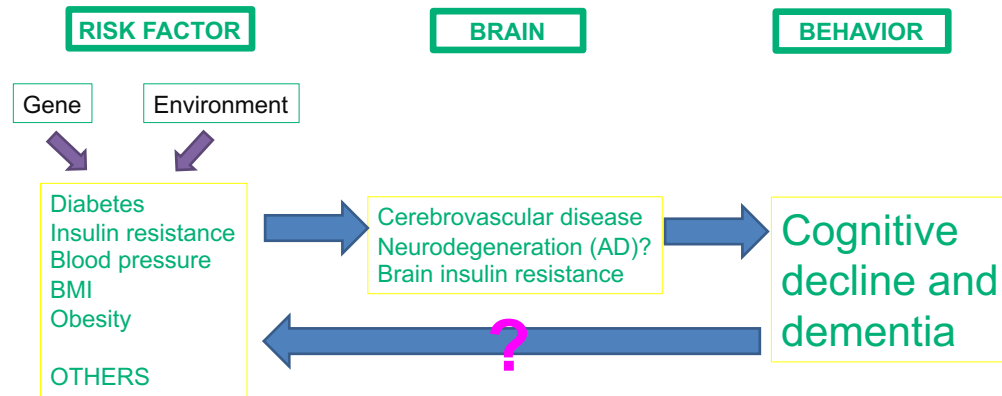 RISK FACTOR
BRAIN
BEHAVIOR
Gene
Environment
Diabetes
Insulin resistance
Blood pressure
BMI
Obesity
OTHERS
Cerebrovascular disease
Neurodegeneration (AD)?
Brain insulin resistance
Cognitive
decline and
dementia
?